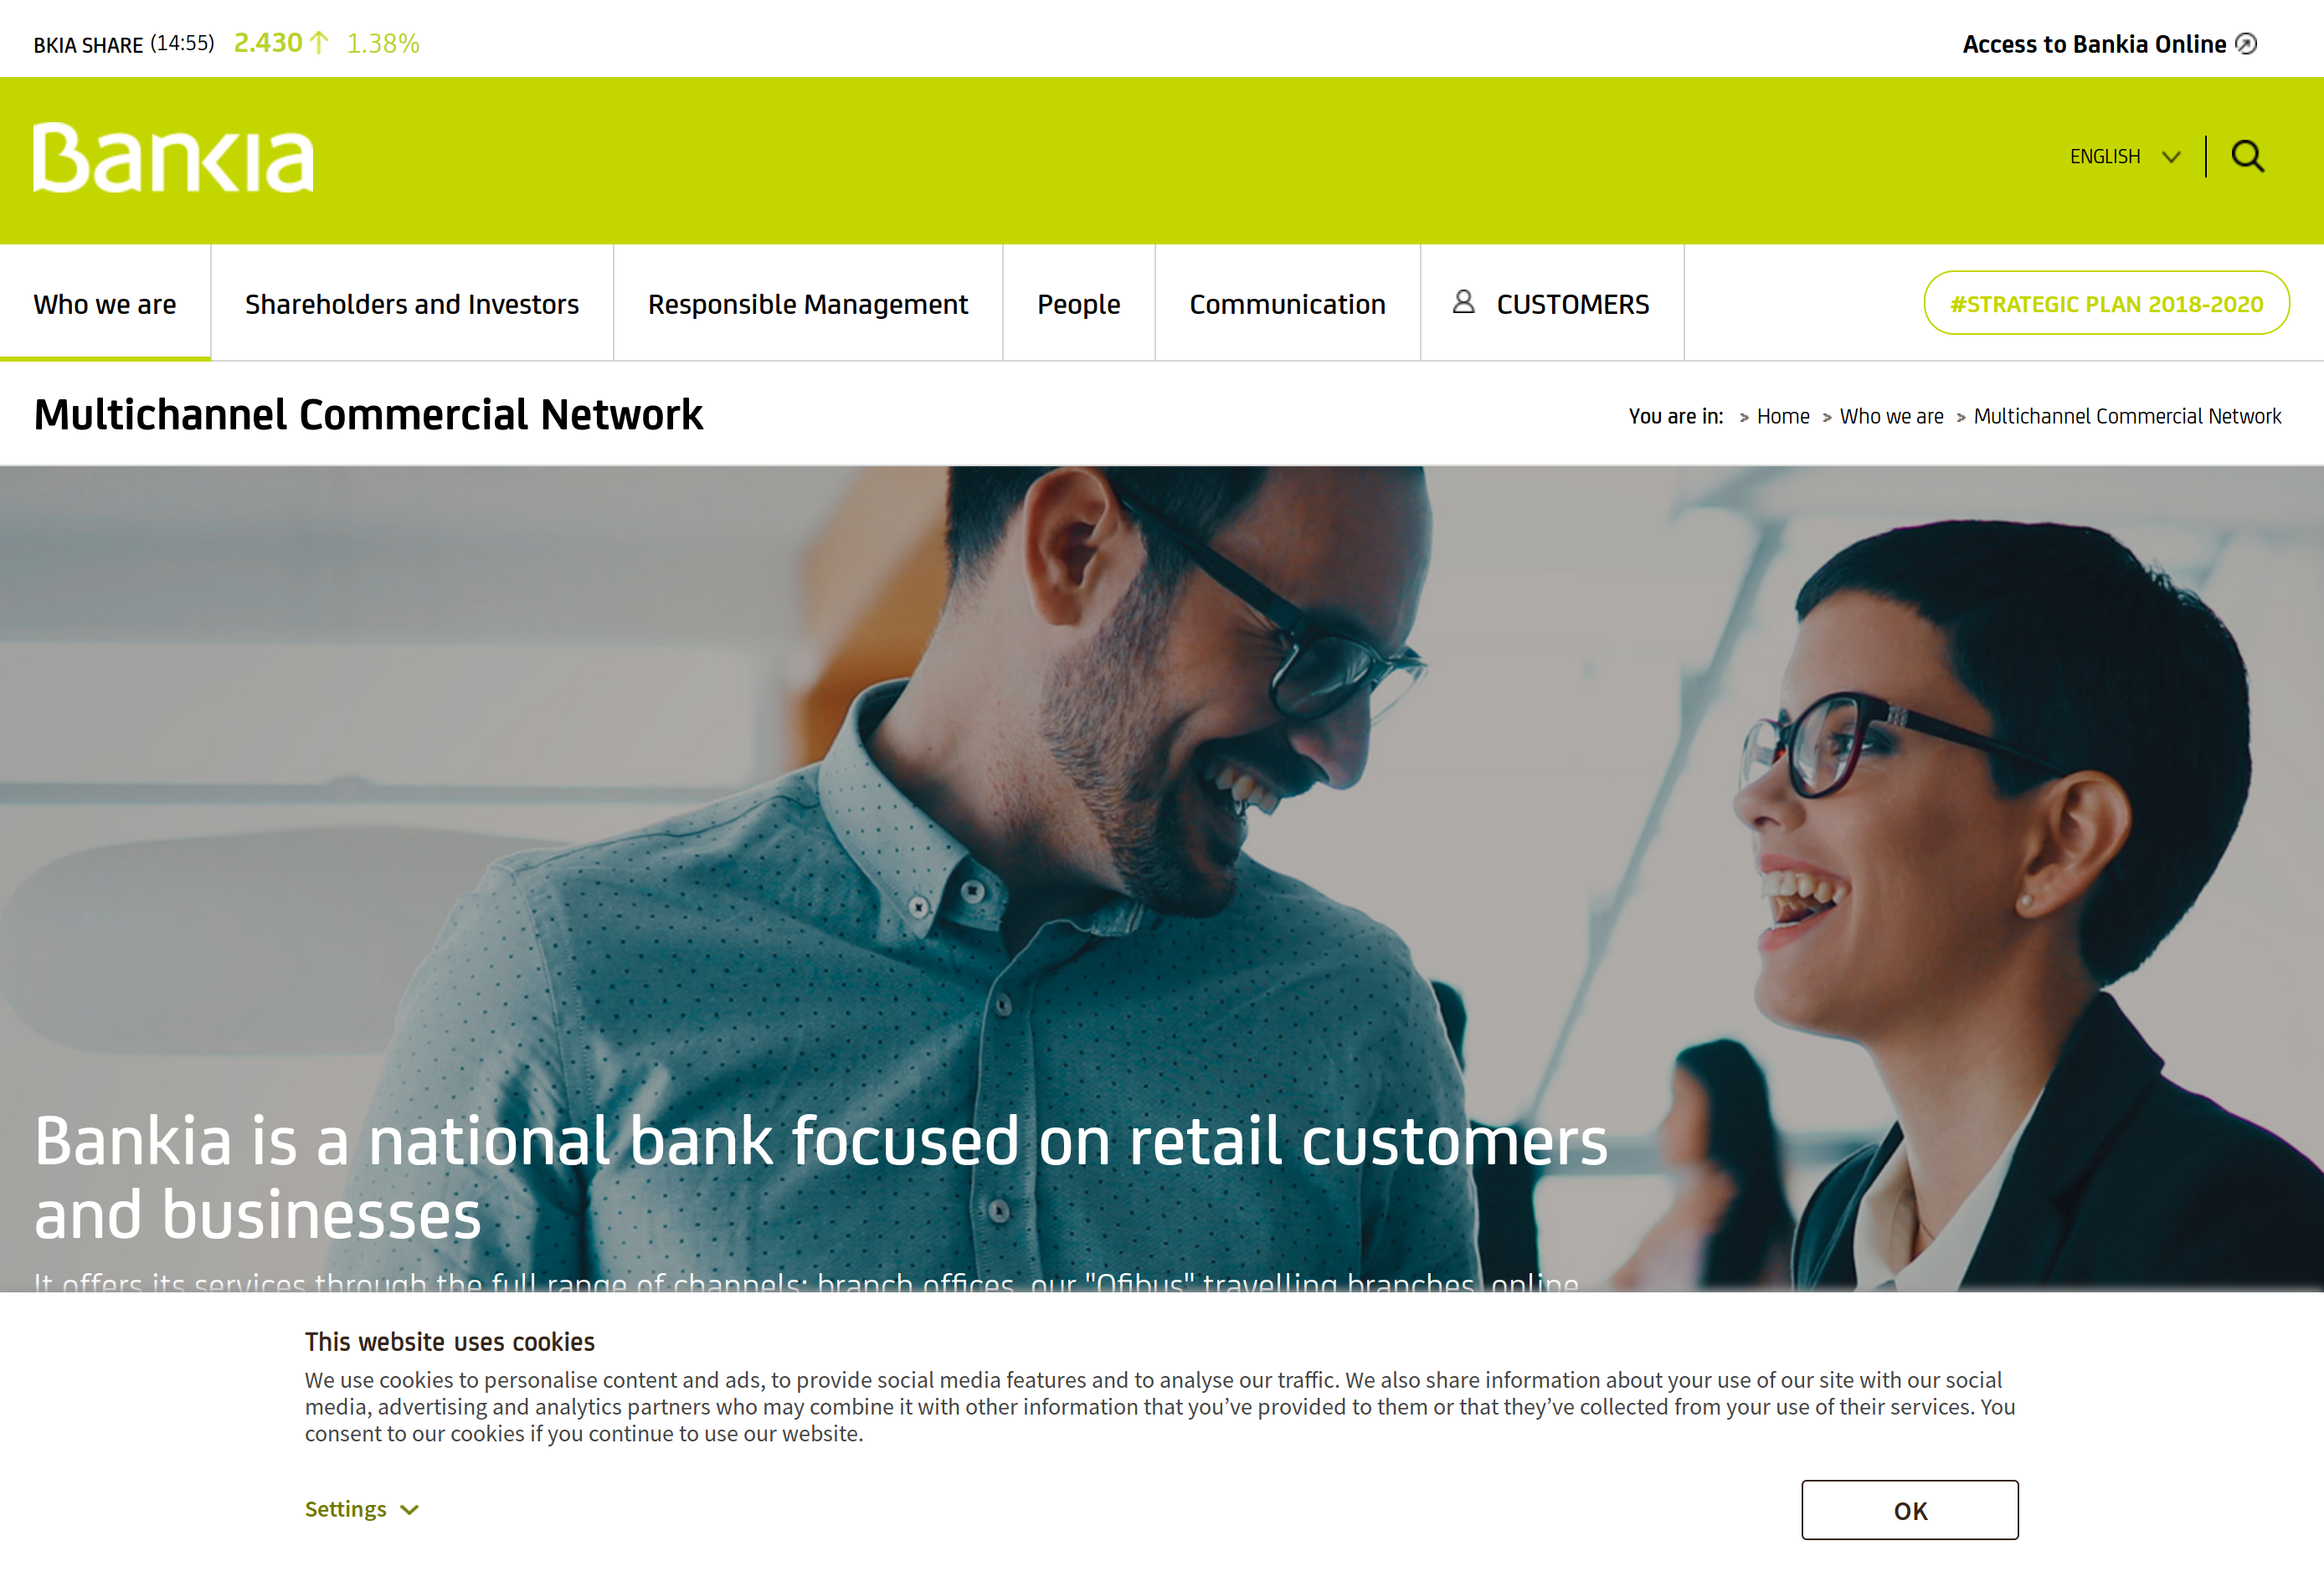 BKIA SHARE (14:55) 2.430 1.38%
Access to Bankia Online
Bankia
ENGLISH
Who we are
Shareholders and Investors
Responsible Management
People
Communication
CUSTOMERS
#STRATEGIC PLAN 2018-2020
Multichannel Commercial Network
You are in: > Home > Who we are > Multichannel Commercial Network
Bankia is a national bank focused on retail customers
and businesses
It offers its services through the full range of channels: branch offices, our "Ofibus" travelling branches, online
This website uses cookies
We use cookies to personalise content and ads, to provide social media features and to analyse our traffic. We also share information about your use of our site with our social
media, advertising and analytics partners who may combine it with other information that you’ve provided to them or that they’ve collected from your use of their services. You
consent to our cookies if you continue to use our website.
Settings
OK